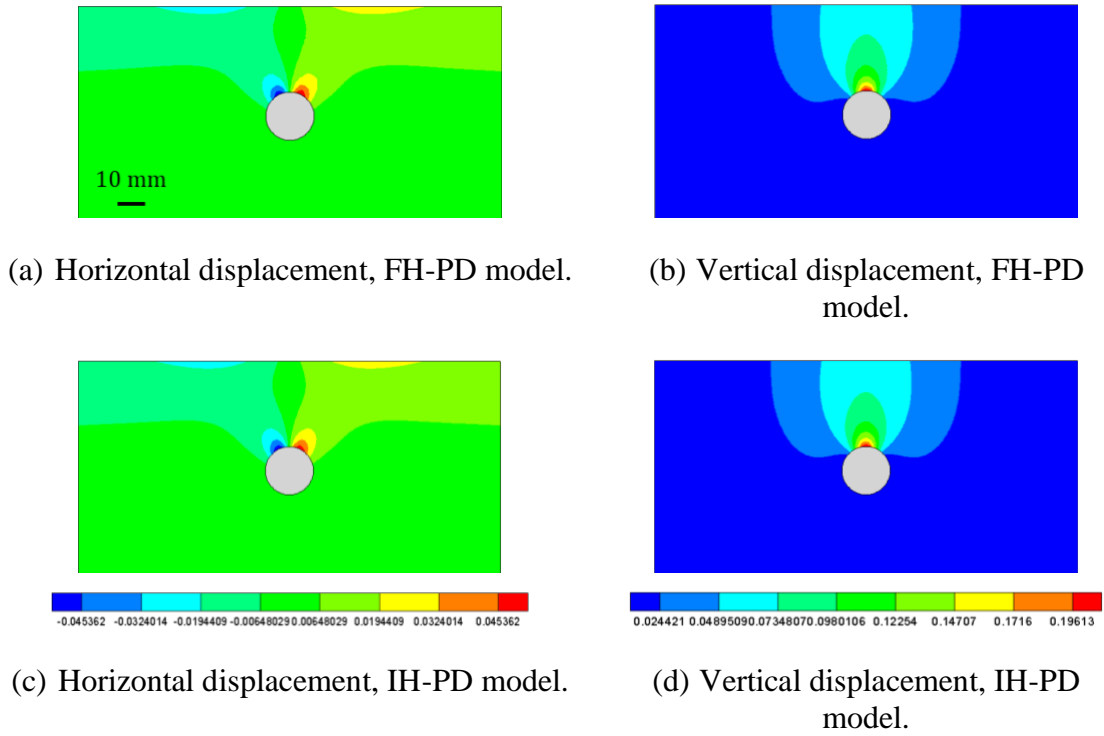 10 mm
(a) Horizontal displacement, FH-PD model.
(b) Vertical displacement, FH-PD
model.
-0.045362 -0.0324014 -0.0194409 -0.00648029 0.00648029 0.0194409 0.0324014 0.045362
0.024421 0.0489509 0.0734807 0.0980106 0.12254 0.14707 0.1716 0.19613
(c) Horizontal displacement, IH-PD model.
(d) Vertical displacement, IH-PD
model.